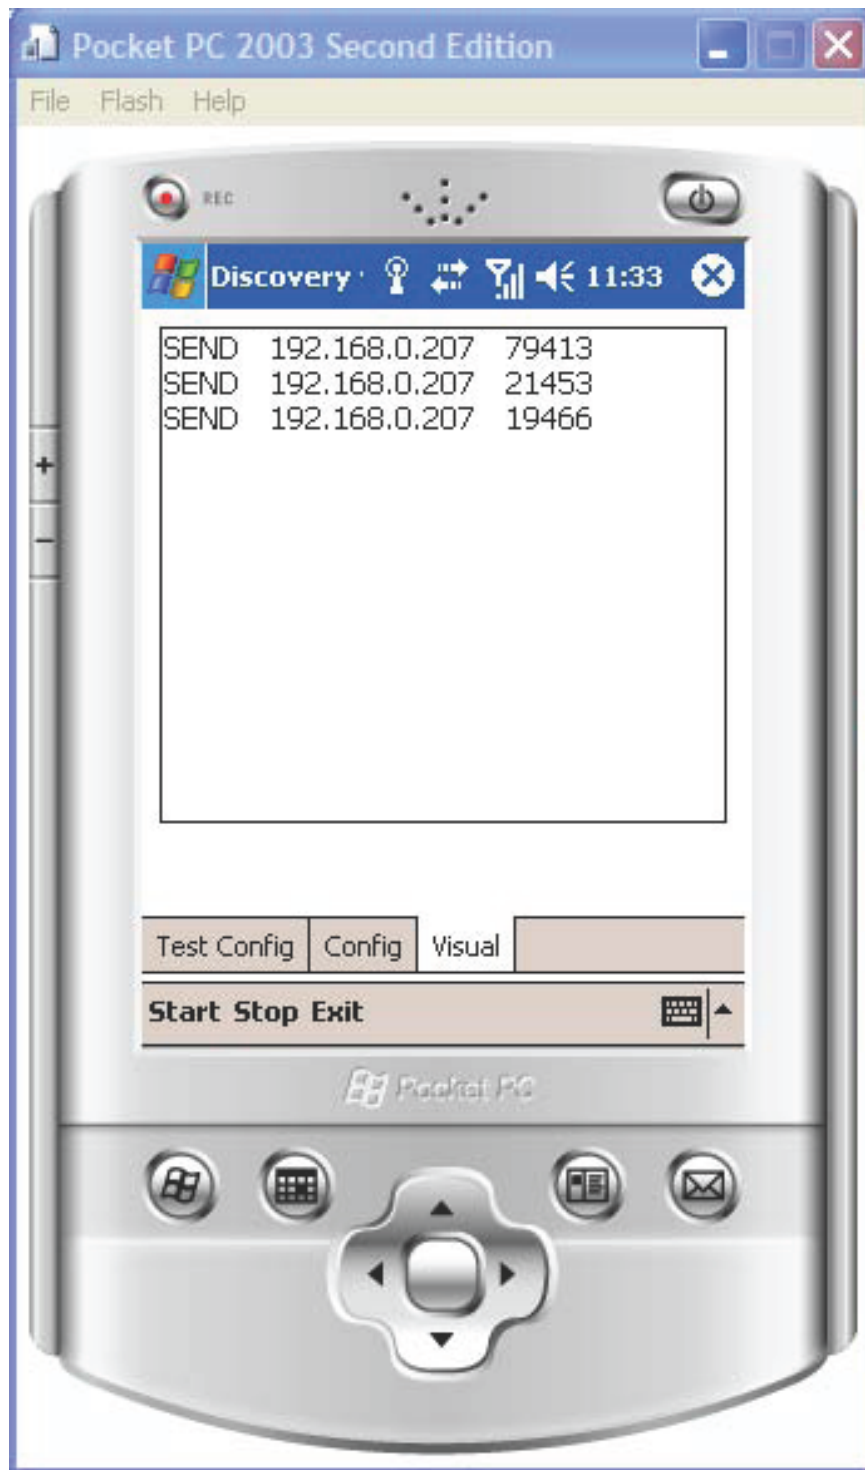 Pocket PC 2003 Second Edition
File Flash Help
REC
Discovery 11:33
SEND 192.168.0.207 79413
SEND 192.168.0.207 21453
SEND 192.168.0.207 19466
+
-
Test Config Config Visual
Start Stop Exit
Pocket PC